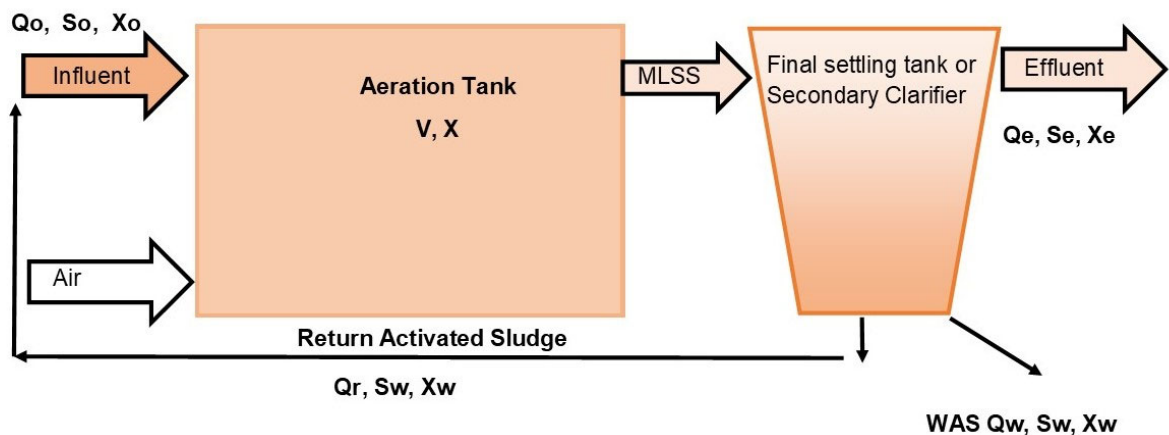 Qo, So, Xo
Influent
Aeration Tank
V, X
MLSS
Final settling tank or
Secondary Clarifier
Effluent
Qe, Se, Xe
Air
Return Activated Sludge
Qr, Sw, Xw
WAS Qw, Sw, Xw